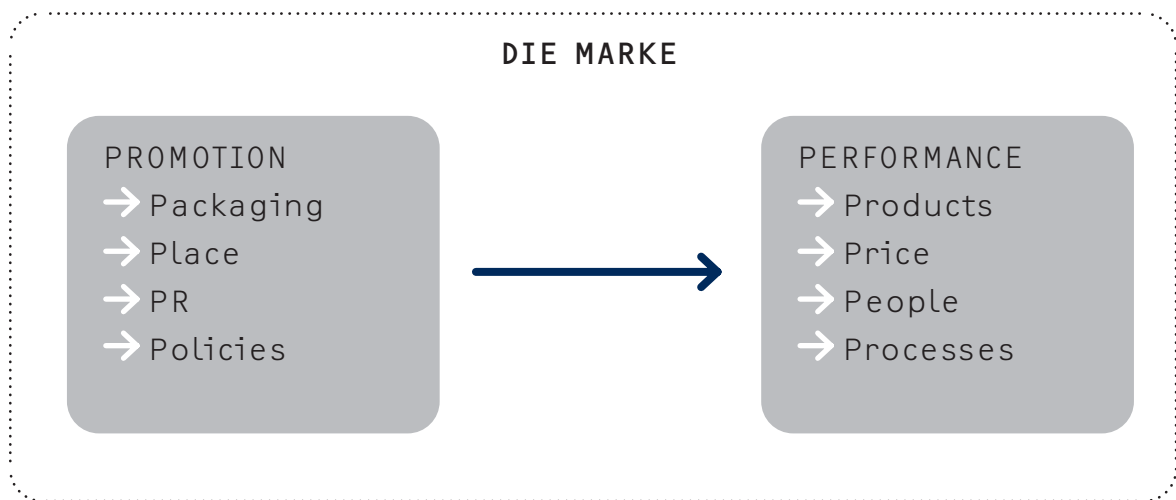 DIE MARKE
PROMOTION
Packaging
Place
PR
Policies
PERFORMANCE
Products
Price
People
Processes